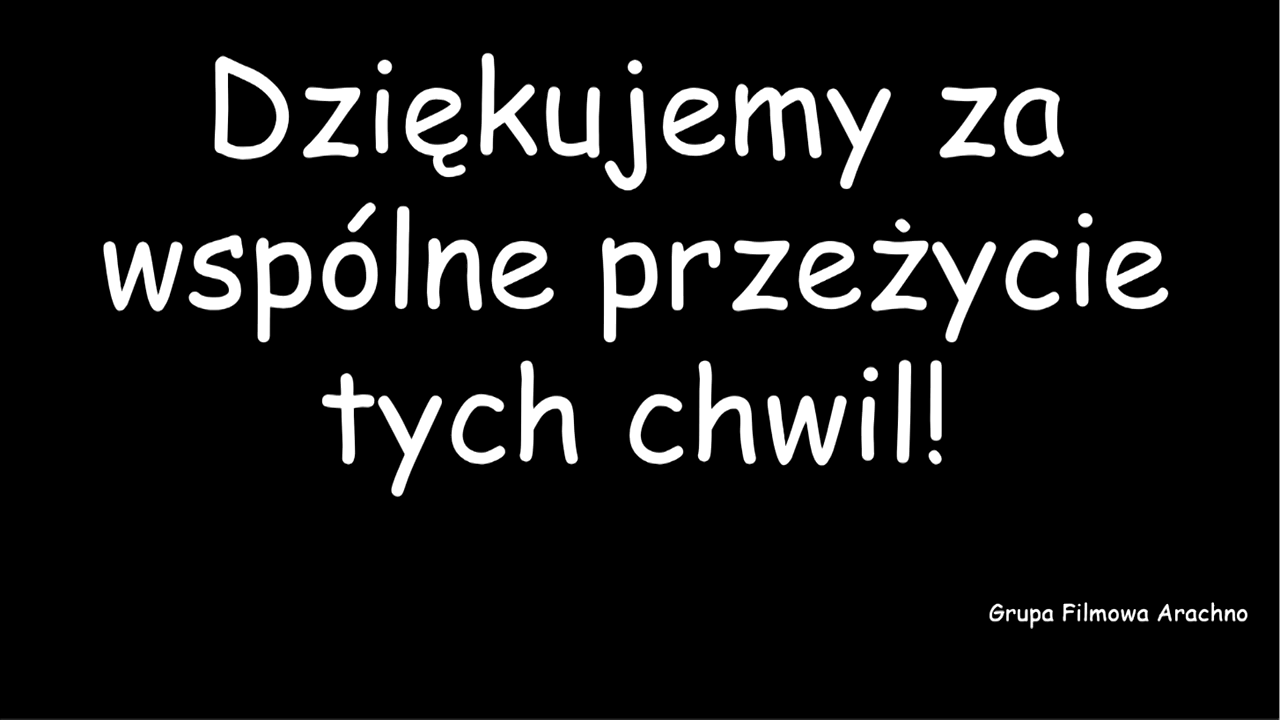 Dziękujemy za
wspólne przeżycie
tych chwil!
Grupa Filmowa Arachno